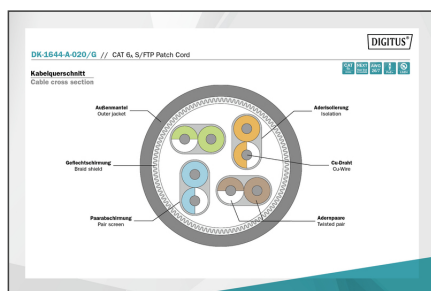 DIGITUS®
DK-1644-A-020/G // CAT 6A S/FTP Patch Cord
Kabelquerschnitt
Cable cross section
Außenmantel
Outer jacket
Aderisolierung
Isolation
Geflechtschirmung
Braid shield
Cu-Draht
Cu-Wire
Paarabschirmung
Pair screen
Adernpaare
Twisted pair